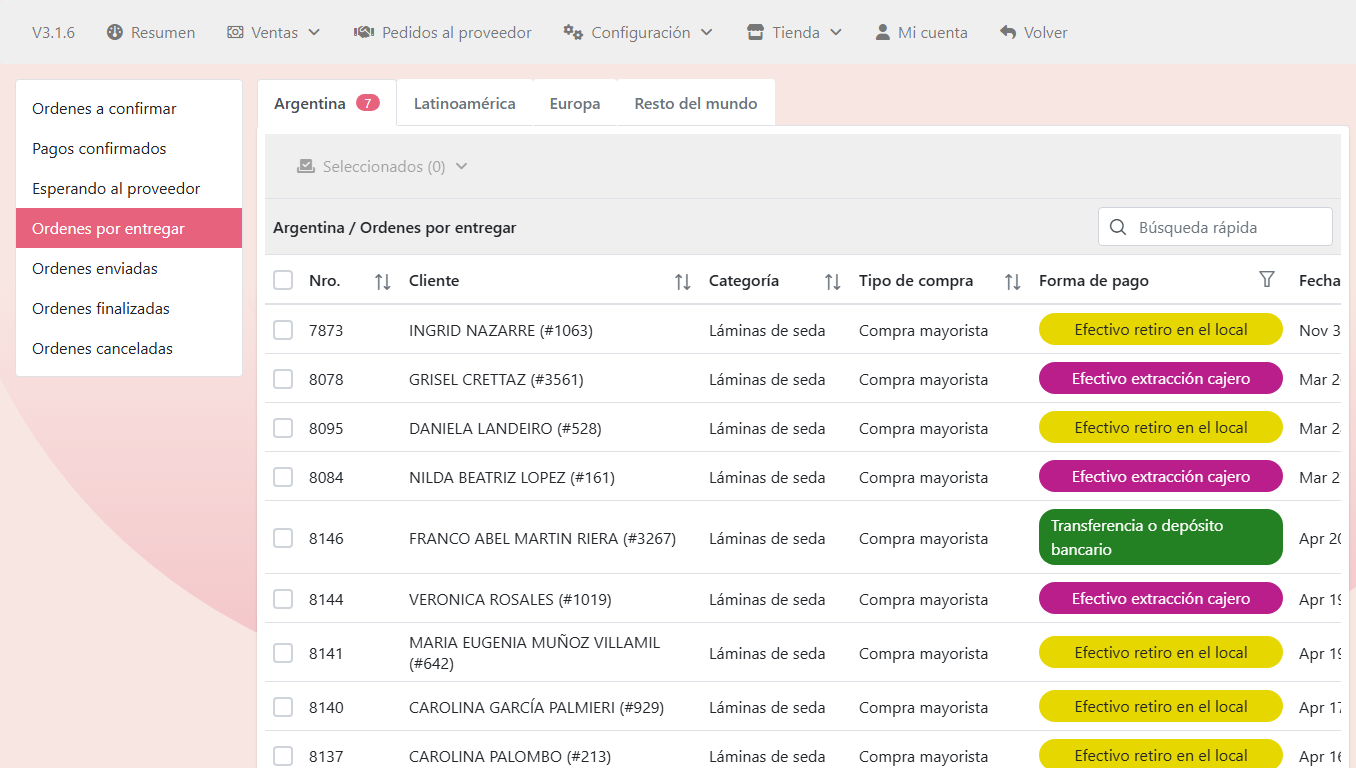 V3.1.6 Resumen Ventas Pedidos al proveedor Configuración Tienda Mi cuenta Volver
Ordenes a confirmar
Pagos confirmados
Esperando al proveedor
Ordenes por entregar
Ordenes enviadas
Ordenes finalizadas
Ordenes canceladas
Argentina 7 Latinoamérica Europa Resto del mundo
Seleccionados (0)
Argentina / Ordenes por entregar Búsqueda rápida
Nro. Cliente Categoría Tipo de compra Forma de pago Fecha
7873 INGRID NAZARRE (#1063) Láminas de seda Compra mayorista Efectivo retiro en el local Nov 3
8078 GRISEL CRETTAZ (#3561) Láminas de seda Compra mayorista Efectivo extracción cajero Mar 2
8095 DANIELA LANDEIRO (#528) Láminas de seda Compra mayorista Efectivo retiro en el local Mar 2
8084 NILDA BEATRIZ LOPEZ (#161) Láminas de seda Compra mayorista Efectivo extracción cajero Mar 2
8146 FRANCO ABEL MARTIN RIERA (#3267) Láminas de seda Compra mayorista Transferencia o depósito
bancario Apr 20
8144 VERONICA ROSALES (#1019) Láminas de seda Compra mayorista Efectivo extracción cajero Apr 19
8141 MARIA EUGENIA MUÑOZ VILLAMIL
(#642) Láminas de seda Compra mayorista Efectivo retiro en el local Apr 19
8140 CAROLINA GARCÍA PALMIERI (#929) Láminas de seda Compra mayorista Efectivo retiro en el local Apr 17
8137 CAROLINA PALOMBO (#213) Láminas de seda Compra mayorista Efectivo retiro en el local Apr 16